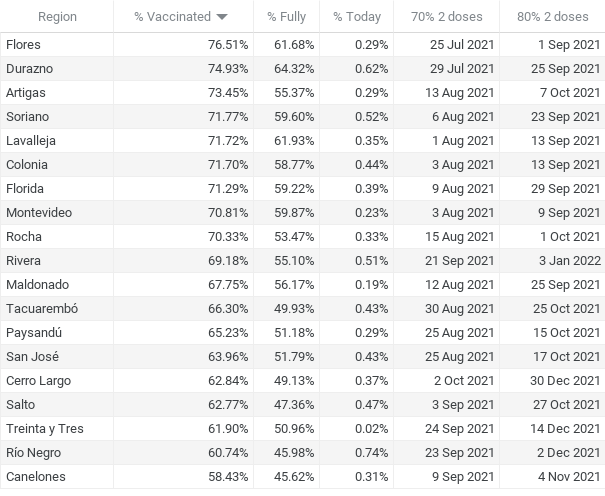 Region % Vaccinated % Fully % Today 70% 2 doses 80% 2 doses
Flores 76.51% 61.68% 0.29% 25 Jul 2021 1 Sep 2021
Durazno 74.93% 64.32% 0.62% 29 Jul 2021 25 Sep 2021
Artigas 73.45% 55.37% 0.29% 13 Aug 2021 7 Oct 2021
Soriano 71.77% 59.60% 0.52% 6 Aug 2021 23 Sep 2021
Lavalleja 71.72% 61.93% 0.35% 1 Aug 2021 13 Sep 2021
Colonia 71.70% 58.77% 0.44% 3 Aug 2021 13 Sep 2021
Florida 71.29% 59.22% 0.39% 9 Aug 2021 29 Sep 2021
Montevideo 70.81% 59.87% 0.23% 3 Aug 2021 9 Sep 2021
Rocha 70.33% 53.47% 0.33% 15 Aug 2021 1 Oct 2021
Rivera 69.18% 55.10% 0.51% 21 Sep 2021 3 Jan 2022
Maldonado 67.75% 56.17% 0.19% 12 Aug 2021 25 Sep 2021
Tacuarembó 66.30% 49.93% 0.43% 30 Aug 2021 25 Oct 2021
Paysandú 65.23% 51.18% 0.29% 25 Aug 2021 15 Oct 2021
San José 63.96% 51.79% 0.43% 25 Aug 2021 17 Oct 2021
Cerro Largo 62.84% 49.13% 0.37% 2 Oct 2021 30 Dec 2021
Salto 62.77% 47.36% 0.47% 3 Sep 2021 27 Oct 2021
Treinta y Tres 61.90% 50.96% 0.02% 24 Sep 2021 14 Dec 2021
Río Negro 60.74% 45.98% 0.74% 23 Sep 2021 2 Dec 2021
Canelones 58.43% 45.62% 0.31% 9 Sep 2021 4 Nov 2021